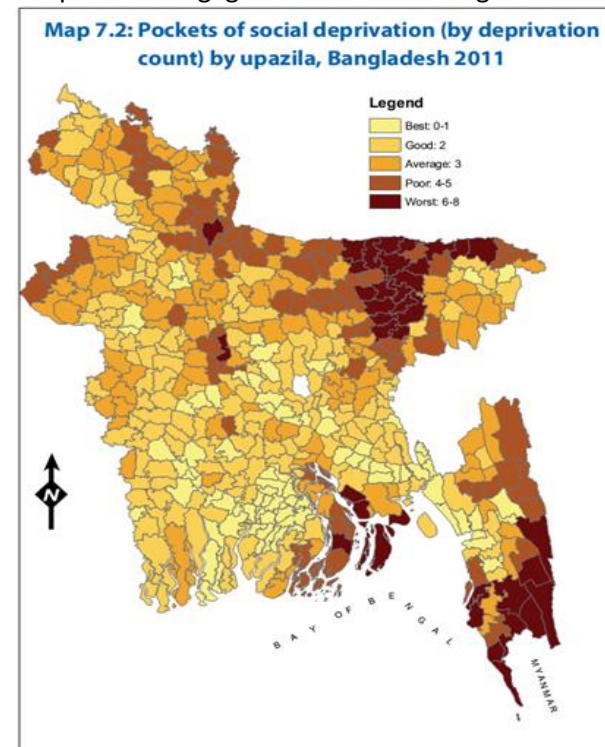 Map 7.2: Pockets of social deprivation (by deprivation
count) by upazila, Bangladesh 2011
Legend
Best: 0-1
Good: 2
Average: 3
Poor: 4-5
Worst: 6-8
N
BAY OF BENGAL
MYANMAR